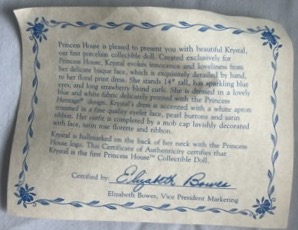 Princess House is pleased to present you with beautiful Krystal,
our first porcelain collectible doll. Created exclusively for
Princess House, Krystal evokes innocence and loveliness from
her delicate bisque face, which is exquisitely detailed by hand,
to her floral print dress. She stands 14" tall, has sparkling blue
eyes, and long strawberry blond curls. She is dressed in a lovely
blue and white fabric delicately printed with the Princess
Heritage® design. Krystal's dress is accented with a white apron
featured in a fine quality eyelet lace, pearl buttons and satin
ribbon. Her outfit is completed by a mob cap lavishly decorated
with lace, satin rose florette and ribbon.
Krystal is hallmarked on the back of her neck with the Princess
House logo. This Certificate of Authenticity certifies that
Krystal is the first Princess House™ Collectible Doll.
Certified by: Elizabeth Bowes
Elizabeth Bowes, Vice President Marketing